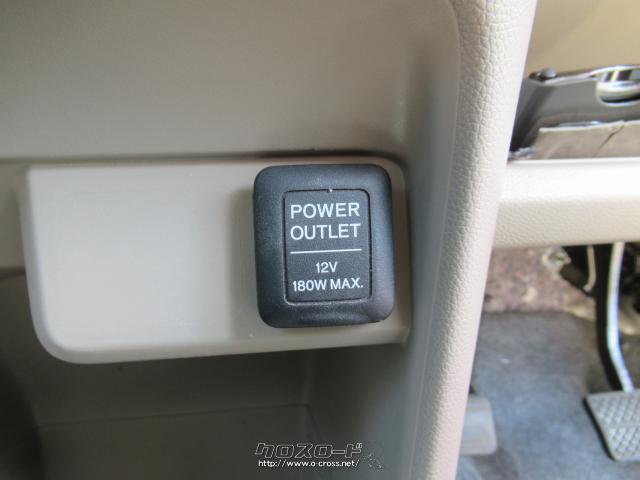 POWER
OUTLET
12V
180W MAX.
クロスロード
http://www.o-cross.net/